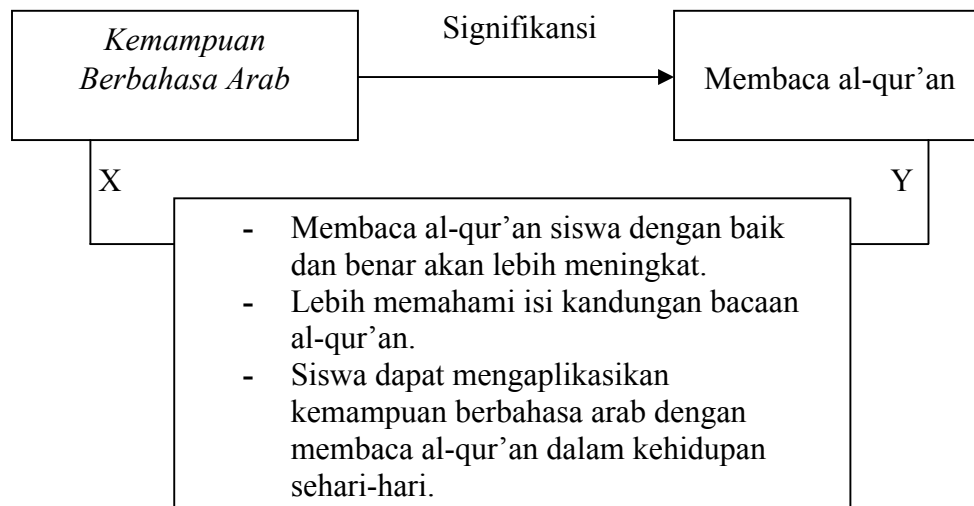 Kemampuan
Berbahasa Arab
Signifikansi
Membaca al-qur’an
X
Y
- Membaca al-qur’an siswa dengan baik
dan benar akan lebih meningkat.
- Lebih memahami isi kandungan bacaan
al-qur’an.
- Siswa dapat mengaplikasikan
kemampuan berbahasa arab dengan
membaca al-qur’an dalam kehidupan
sehari-hari.